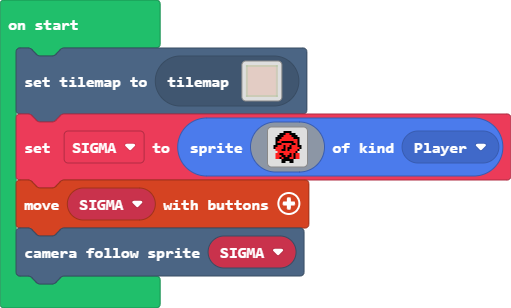 on start
set tilemap to tilemap
set SIGMA to sprite of kind Player
move SIGMA with buttons
camera follow sprite SIGMA